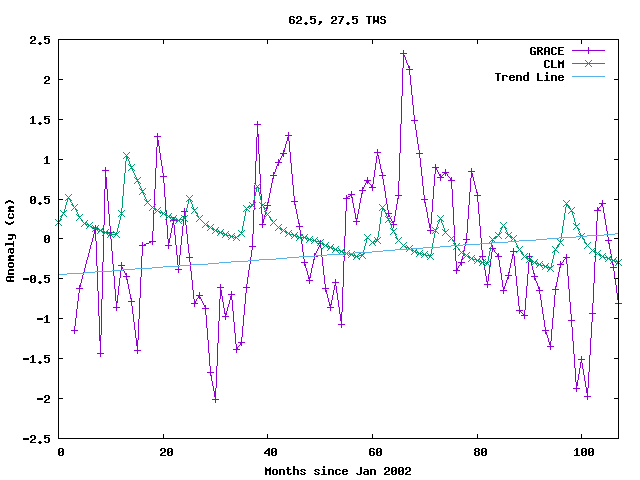 62.5, 27.5 TWS
GRACE
CLM
Trend Line
2.5
2
1.5
1
0.5
0
-0.5
-1
-1.5
-2
-2.5
Anomaly (cm)
0 20 40 60 80 100
Months since Jan 2002